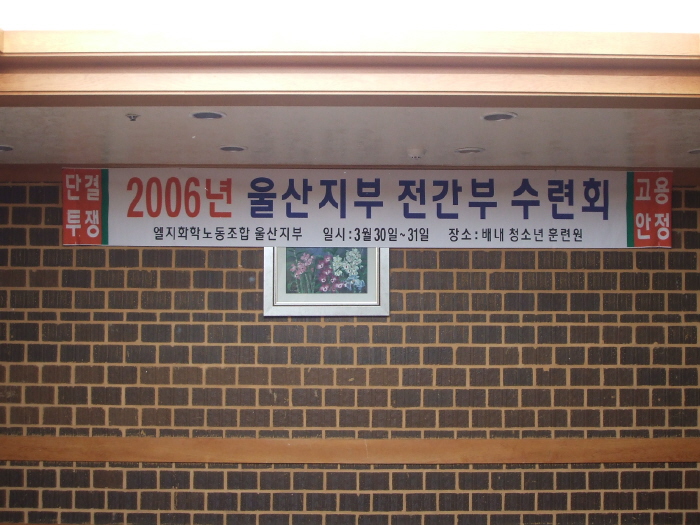 단결
투쟁
2006년 울산지부 전간부 수련회
엘지화학노동조합 울산지부 일시:3월30일~31일 장소:배내 청소년 훈련원
고용
안정